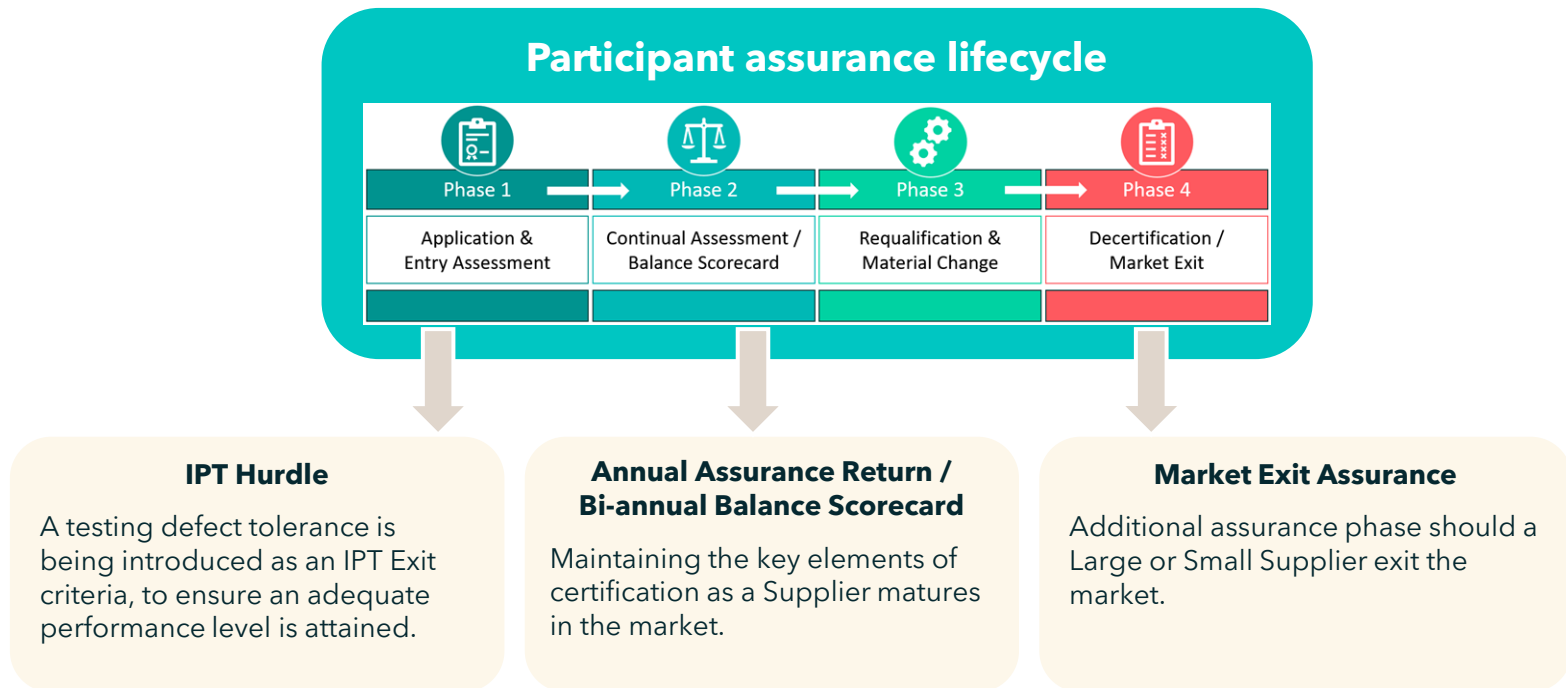 Participant assurance lifecycle
Phase 1
Phase 2
Phase 3
Phase 4
Application &
Entry Assessment
Continual Assessment /
Balance Scorecard
Requalification &
Material Change
Decertification /
Market Exit
IPT Hurdle
A testing defect tolerance is
being introduced as an IPT Exit
criteria, to ensure an adequate
performance level is attained.
Annual Assurance Return /
Bi-annual Balance Scorecard
Maintaining the key elements of
certification as a Supplier matures
in the market.
Market Exit Assurance
Additional assurance phase should a
Large or Small Supplier exit the
market.